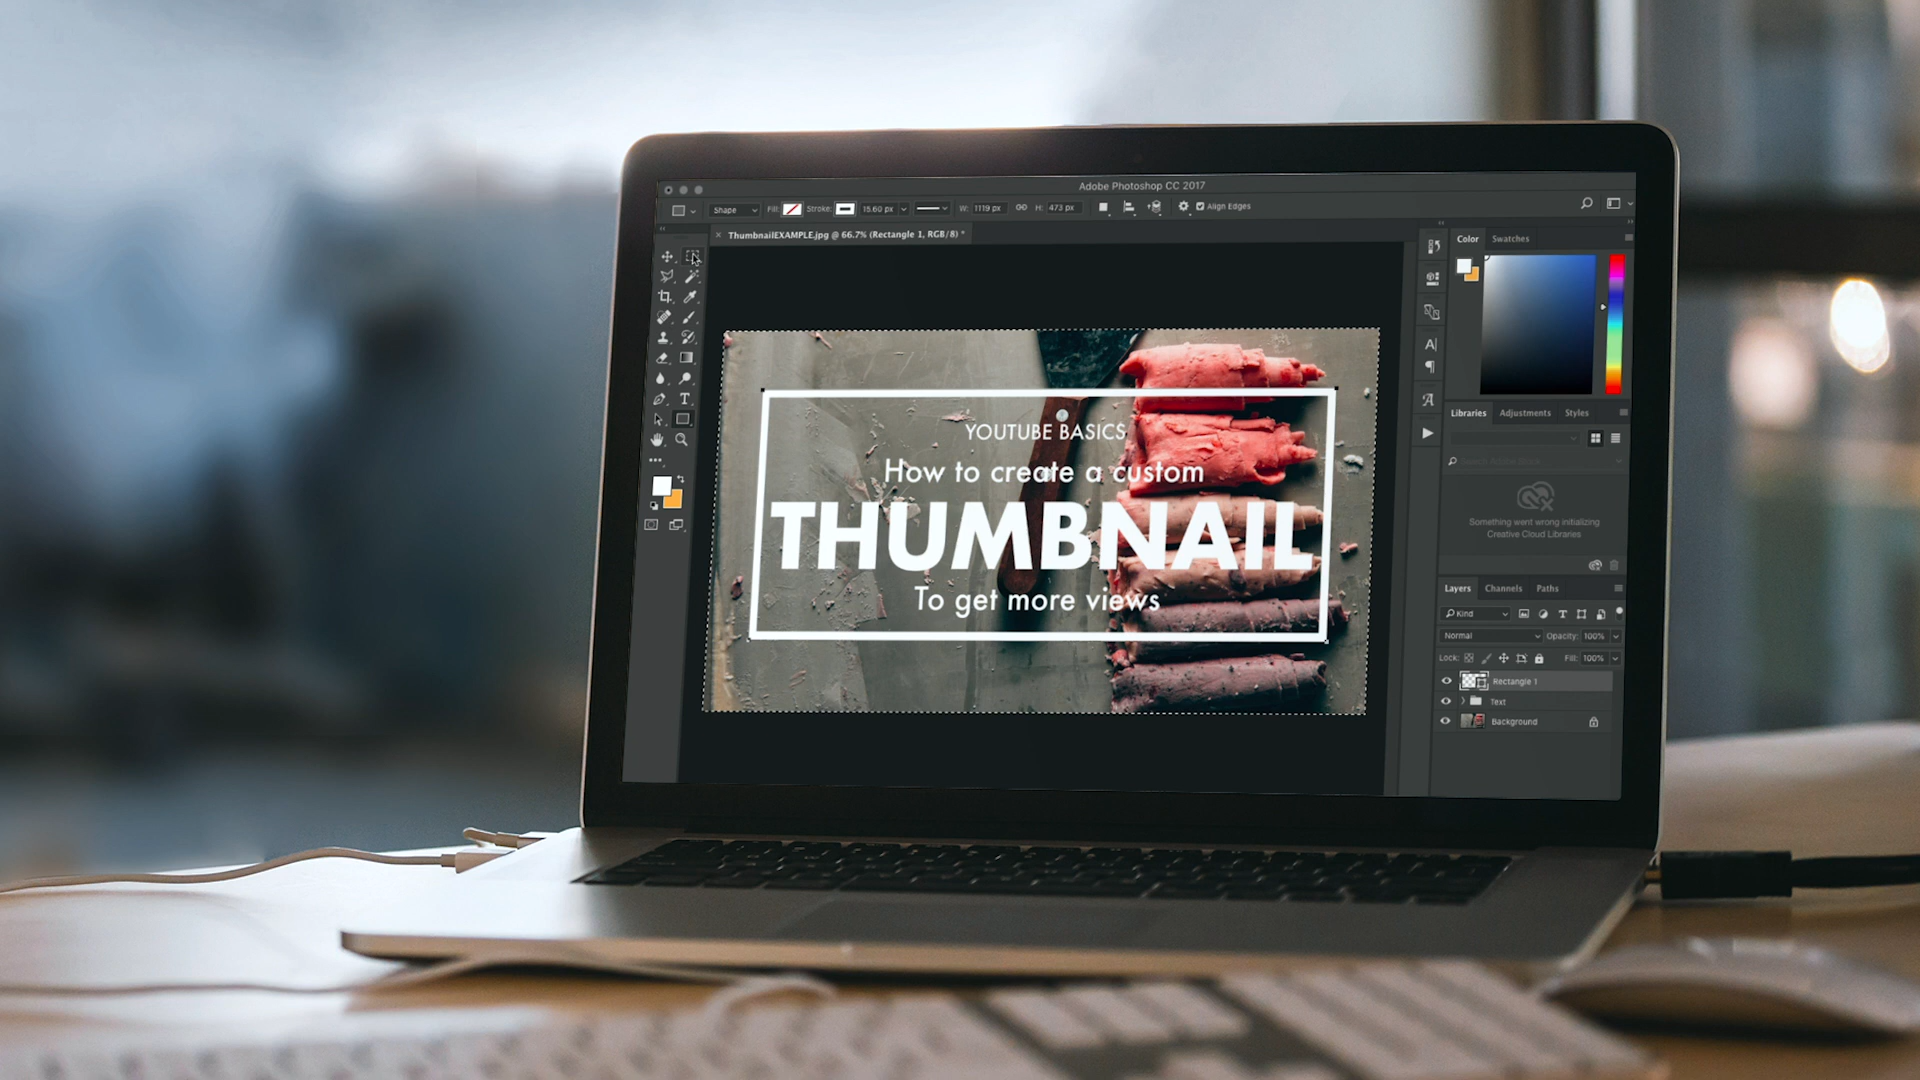 Adobe Photoshop CC 2017
Shape Fill: Stroke: 15.60 px W: 1119 px H: 473 px Align Edges
ThumbnailEXAMPLE.jpg @ 66.7% (Rectangle 1, RGB/8) *
Color Swatches
YOUTUBE BASICS
How to create a custom
THUMBNAIL
To get more views
Libraries Adjustments Styles
Search Adobe Stock
Something went wrong initializing
Creative Cloud Libraries
Layers Channels Paths
Kind
Normal Opacity: 100%
Lock: Fill: 100%
Rectangle 1
Text
Background